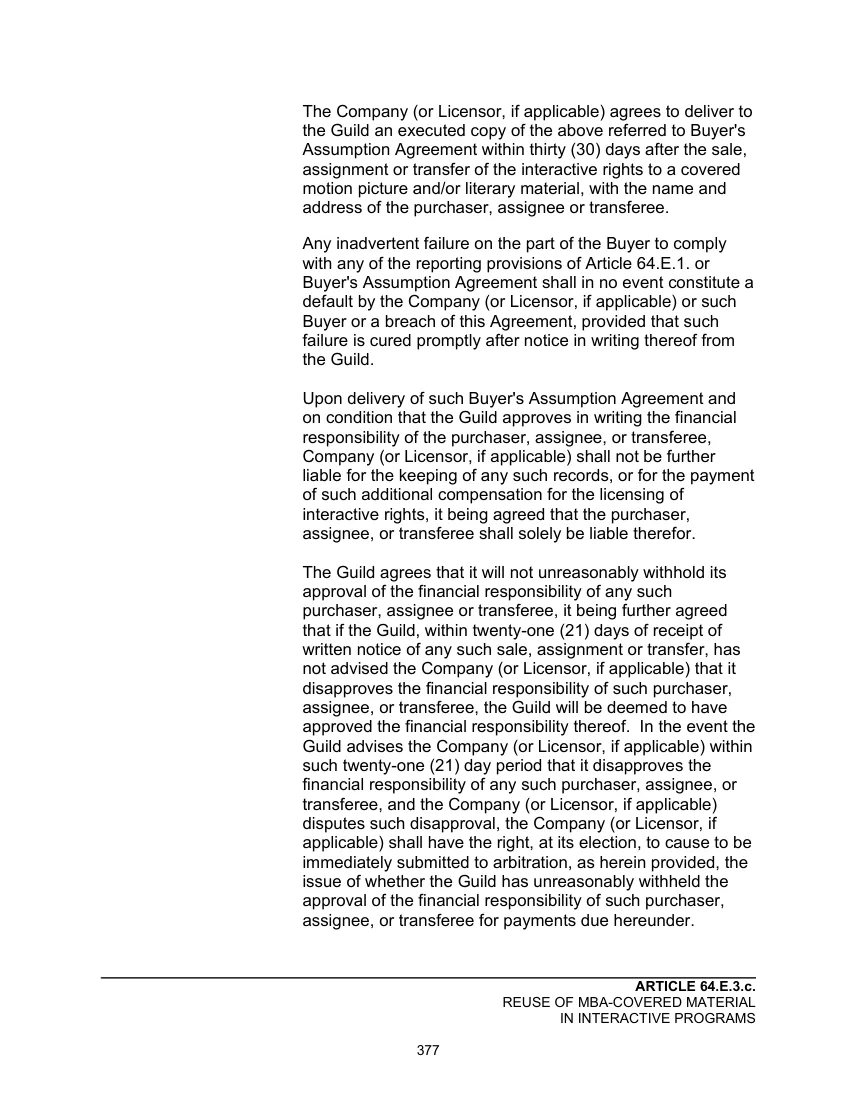 The Company (or Licensor, if applicable) agrees to deliver to
the Guild an executed copy of the above referred to Buyer's
Assumption Agreement within thirty (30) days after the sale,
assignment or transfer of the interactive rights to a covered
motion picture and/or literary material, with the name and
address of the purchaser, assignee or transferee.
Any inadvertent failure on the part of the Buyer to comply
with any of the reporting provisions of Article 64.E.1. or
Buyer's Assumption Agreement shall in no event constitute a
default by the Company (or Licensor, if applicable) or such
Buyer or a breach of this Agreement, provided that such
failure is cured promptly after notice in writing thereof from
the Guild.
Upon delivery of such Buyer's Assumption Agreement and
on condition that the Guild approves in writing the financial
responsibility of the purchaser, assignee, or transferee,
Company (or Licensor, if applicable) shall not be further
liable for the keeping of any such records, or for the payment
of such additional compensation for the licensing of
interactive rights, it being agreed that the purchaser,
assignee, or transferee shall solely be liable therefor.
The Guild agrees that it will not unreasonably withhold its
approval of the financial responsibility of any such
purchaser, assignee or transferee, it being further agreed
that if the Guild, within twenty-one (21) days of receipt of
written notice of any such sale, assignment or transfer, has
not advised the Company (or Licensor, if applicable) that it
disapproves the financial responsibility of such purchaser,
assignee, or transferee, the Guild will be deemed to have
approved the financial responsibility thereof.  In the event the
Guild advises the Company (or Licensor, if applicable) within
such twenty-one (21) day period that it disapproves the
financial responsibility of any such purchaser, assignee, or
transferee, and the Company (or Licensor, if applicable)
disputes such disapproval, the Company (or Licensor, if
applicable) shall have the right, at its election, to cause to be
immediately submitted to arbitration, as herein provided, the
issue of whether the Guild has unreasonably withheld the
approval of the financial responsibility of such purchaser,
assignee, or transferee for payments due hereunder.
ARTICLE 64.E.3.c.
REUSE OF MBA-COVERED MATERIAL
IN INTERACTIVE PROGRAMS
377